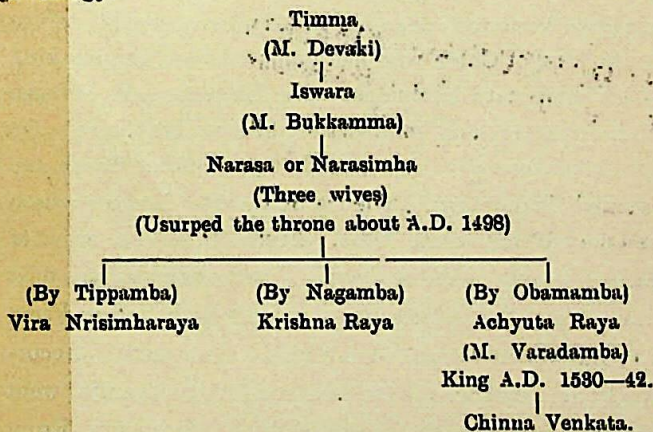 Timma
(M. Devaki)
Iswara
(M. Bukkamma)
Narasa or Narasimha
(Three wives)
(Usurped the throne about A.D. 1498)
(By Tippamba) (By Nagamba) (By Obamamba)
Vira Nrisimharaya Krishna Raya Achyuta Raya
(M. Varadamba)
King A.D. 1530—42.
Chinna Venkata.